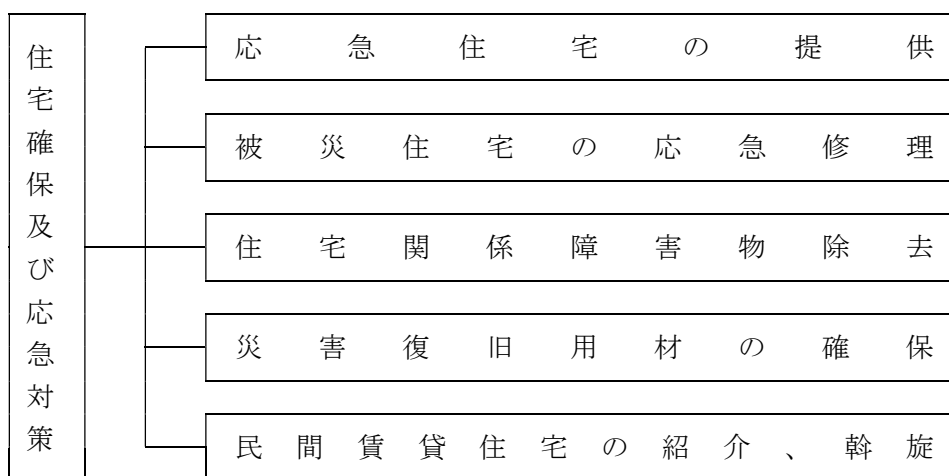 住宅確保及び応急対策
応急住宅の提供
被災住宅の応急修理
住宅関係障害物除去
災害復旧用材の確保
民間賃貸住宅の紹介、斡旋